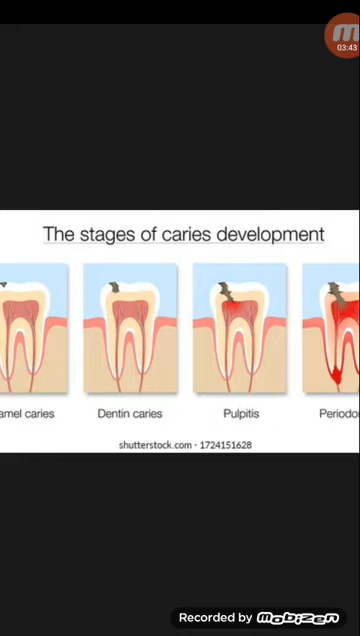 03:43
The stages of caries development
amel caries
Dentin caries
Pulpitis
Periodo
shutterstock.com · 1724151628
Recorded by Mobizen